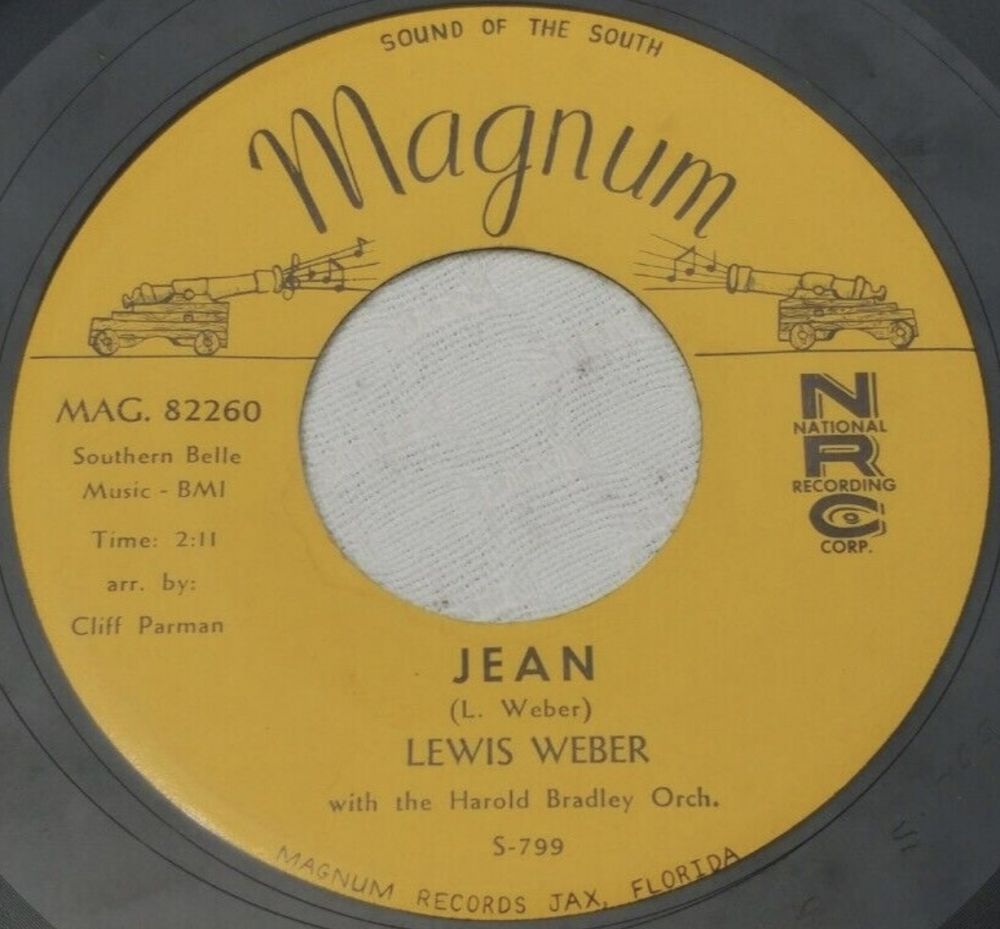 SOUND OF THE SOUTH
Magnum
MAG. 82260
Southern Belle
Music - BMI
Time: 2:11
arr. by:
Cliff Parman
N
NATIONAL
R
RECORDING
C
CORP.
JEAN
(L. Weber)
LEWIS WEBER
with the Harold Bradley Orch.
S-799
MAGNUM RECORDS JAX, FLORIDA